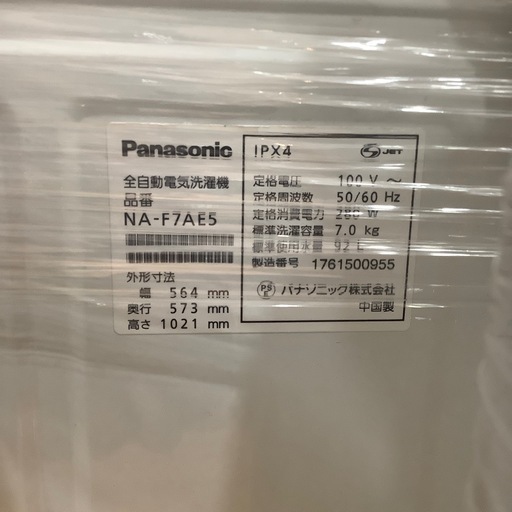 Panasonic
全自動電気洗濯機
品番
NA-F7AE5
外形寸法
幅 564 mm
奥行 573 mm
高さ 1021 mm
IPX4
JET
定格電圧 100 V ~
定格周波数 50/60 Hz
定格消費電力 280 W
標準洗濯容量 7.0 kg
標準使用水量 92 L
製造番号 1761500955
PS E パナソニック株式会社
中国製